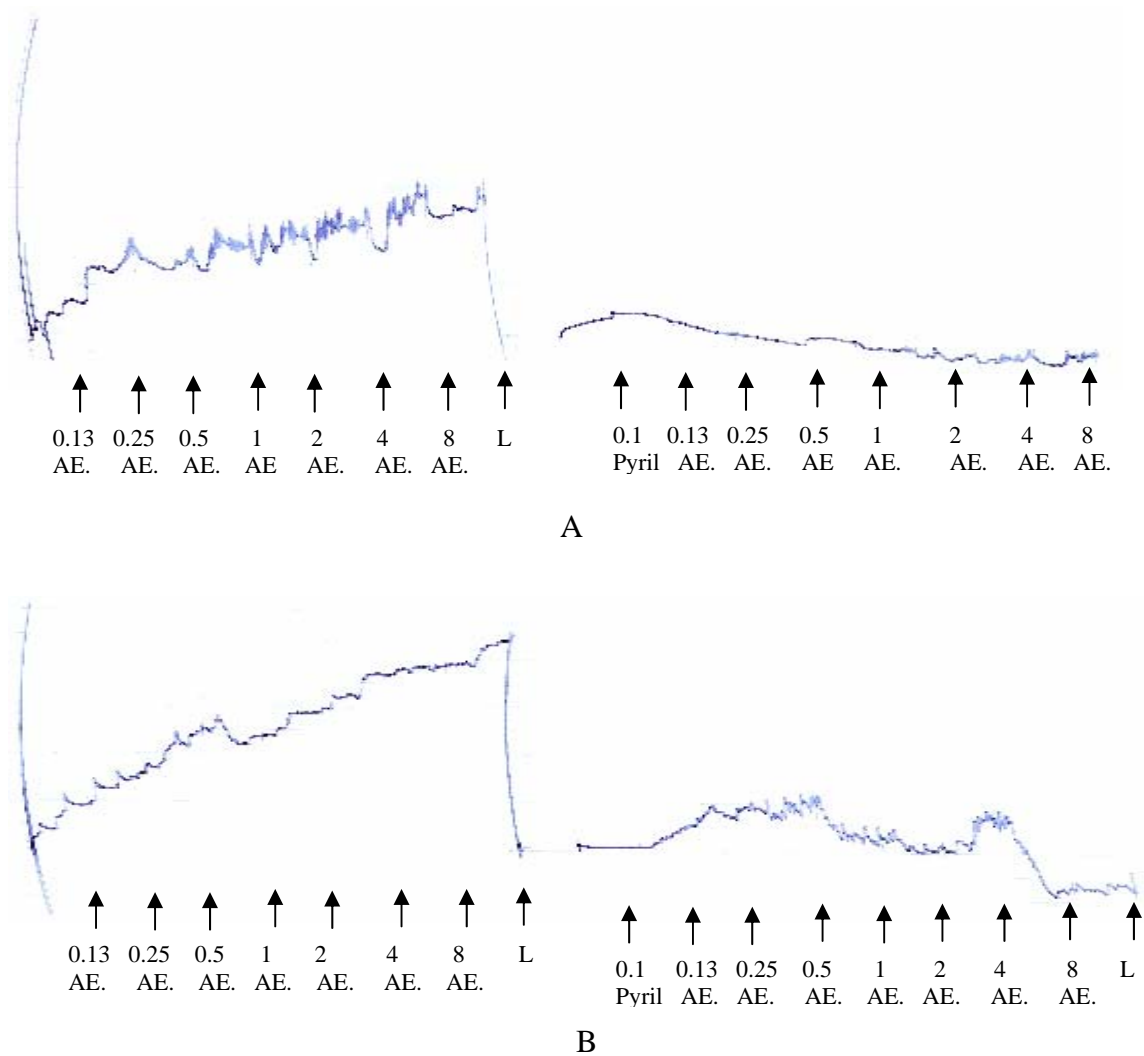 0.13 0.25 0.5 1 2 4 8 L
AE. AE. AE. AE AE. AE. AE.
0.1 0.13 0.25 0.5 1 2 4 8
Pyril AE. AE. AE AE. AE. AE. AE.
A
0.13 0.25 0.5 1 2 4 8 L
AE. AE. AE. AE. AE. AE. AE.
0.1 0.13 0.25 0.5 1 2 4 8 L
Pyril AE. AE. AE. AE. AE. AE. AE.
B